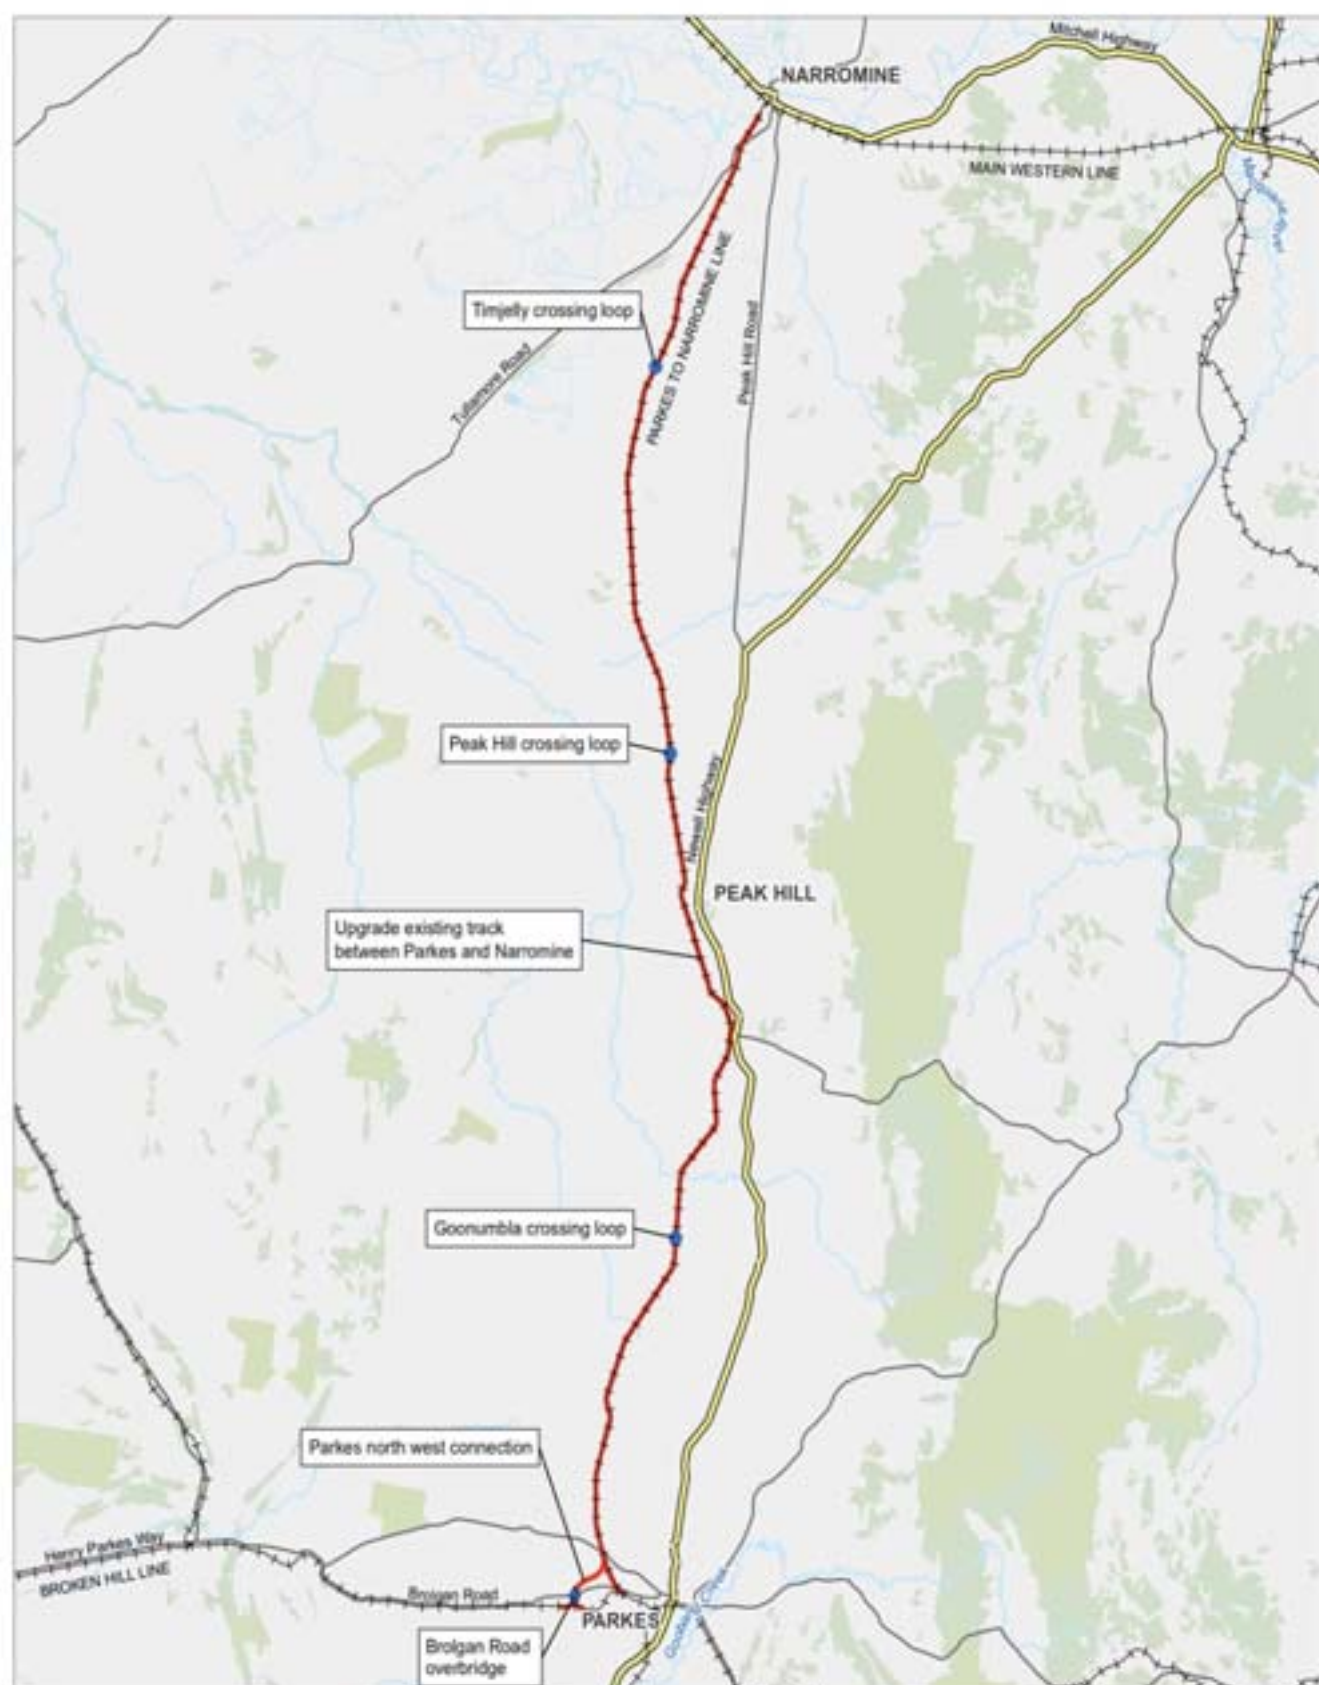 Mitchell Highway
NARROMINE
MAIN WESTERN LINE
Macquarie River
Timjelly crossing loop
PARKES TO NARROMINE LINE
Peak Hill Road
Tullamore Road
Peak Hill crossing loop
Newell Highway
PEAK HILL
Upgrade existing track
between Parkes and Narromine
Goonumbla crossing loop
Parkes north west connection
Henry Parkes Way
BROKEN HILL LINE
Brolgan Road
PARKES
Brolgan Road
overbridge